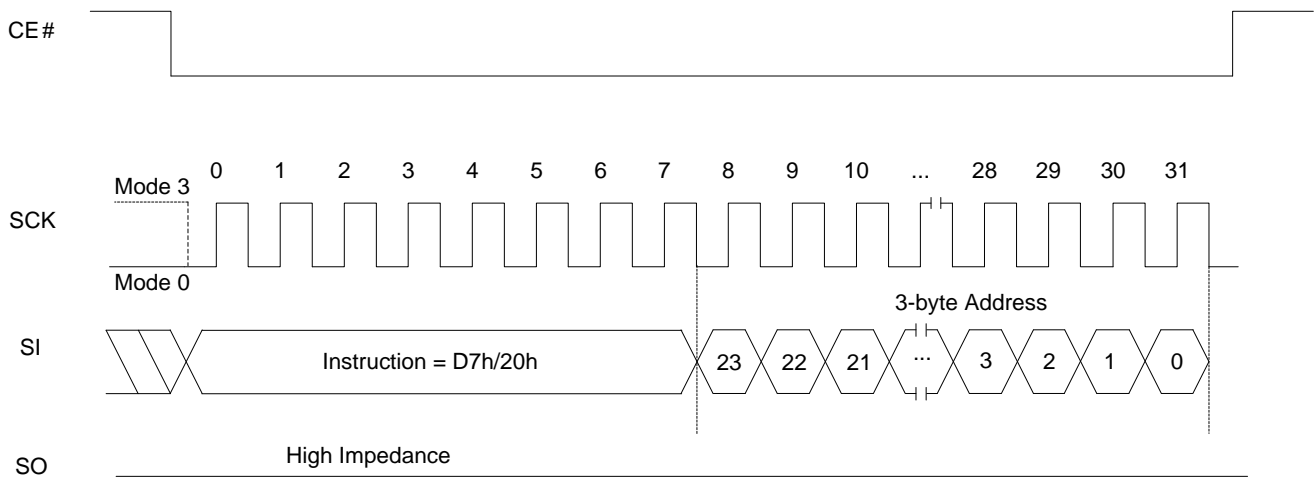 CE#
0 1 2 3 4 5 6 7 8 9 10 ... 28 29 30 31
Mode 3
SCK
Mode 0
3-byte Address
SI
Instruction = D7h/20h 23 22 21 ... 3 2 1 0
High Impedance
SO